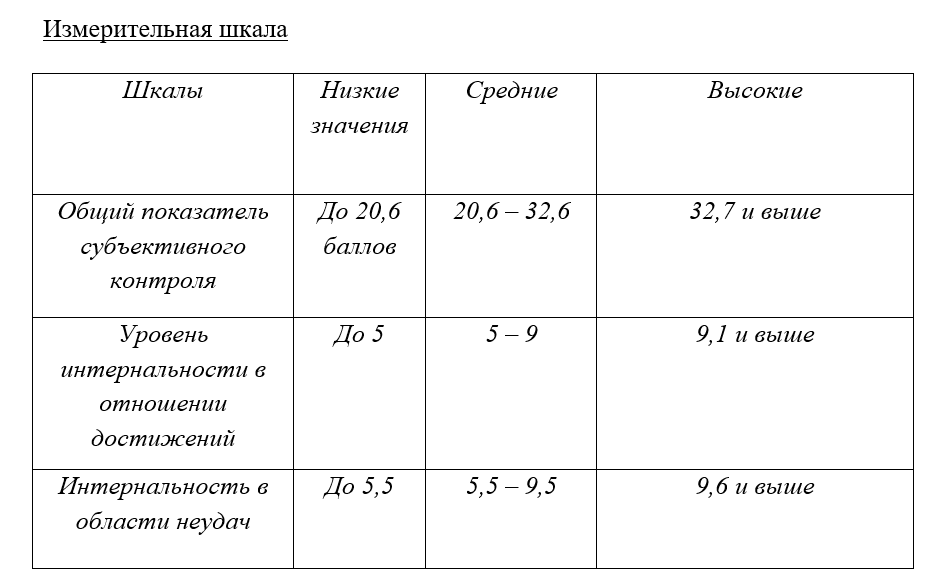 Измерительная шкала
Шкалы
Низкие
значения
Средние
Высокие
Общий показатель
субъективного
контроля
До 20,6
баллов
20,6 – 32,6
32,7 и выше
Уровень
интернальности в
отношении
достижений
До 5
5 – 9
9,1 и выше
Интернальность в
области неудач
До 5,5
5,5 – 9,5
9,6 и выше